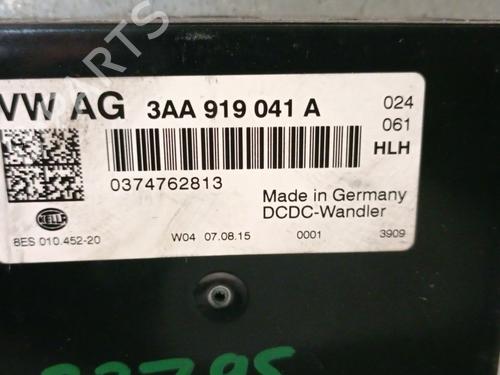 PARTS
VW AG 3AA 919 041 A
024
061
HLH
0374762813
Made in Germany
DCDC-Wandler
HELLA
8ES 010.452-20
W04 07.08.15
0001
3909